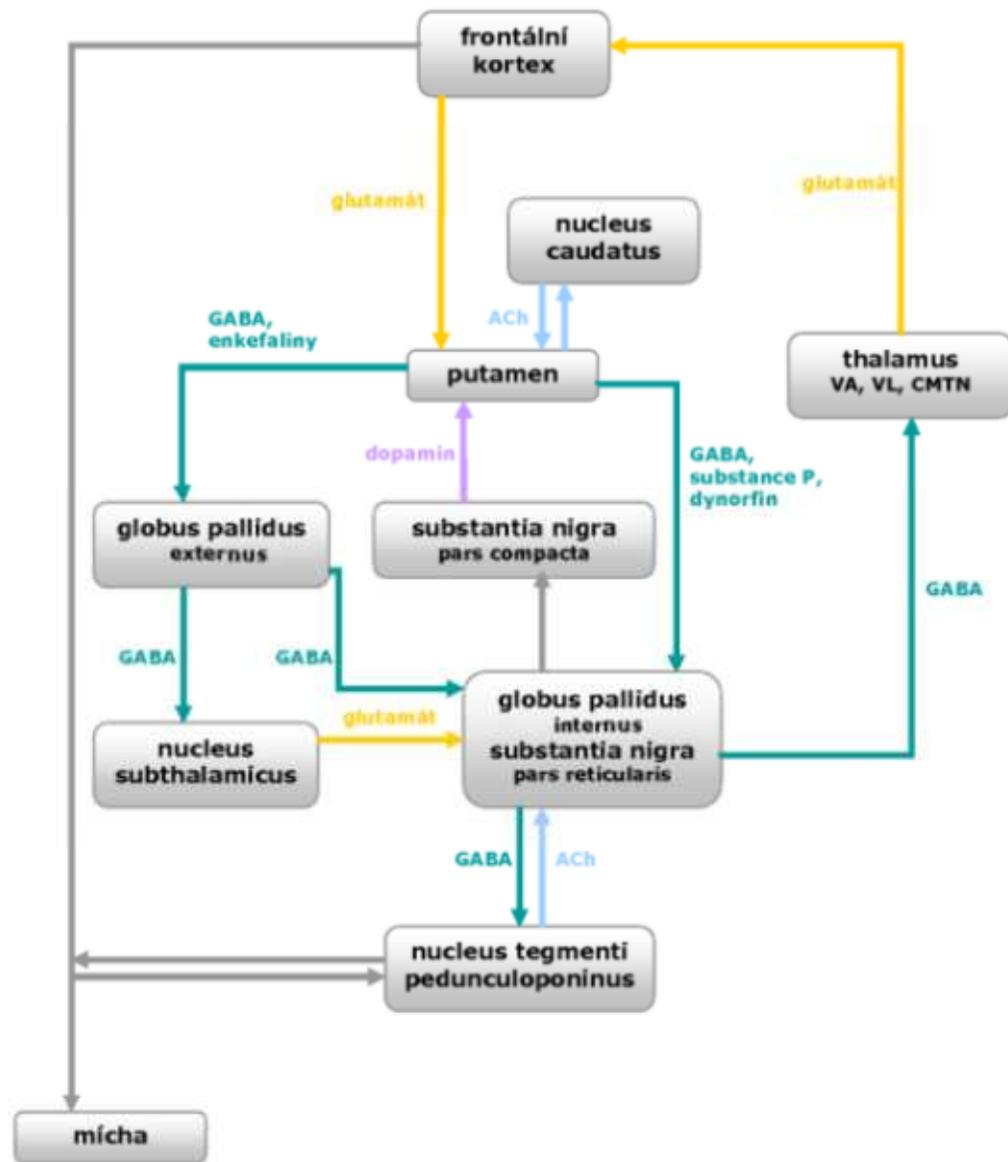 frontální
kortex
glutamát
glutamát
nucleus
caudatus
ACh
GABA,
enkefaliny
putamen
thalamus
VA, VL, CMTN
dopamin
GABA,
substance P,
dynorfin
globus pallidus
externus
substantia nigra
pars compacta
GABA
GABA
GABA
globus pallidus
internus
substantia nigra
pars reticularis
glutamát
nucleus
subthalamicus
GABA
ACh
nucleus tegmenti
pedunculoponinus
mícha